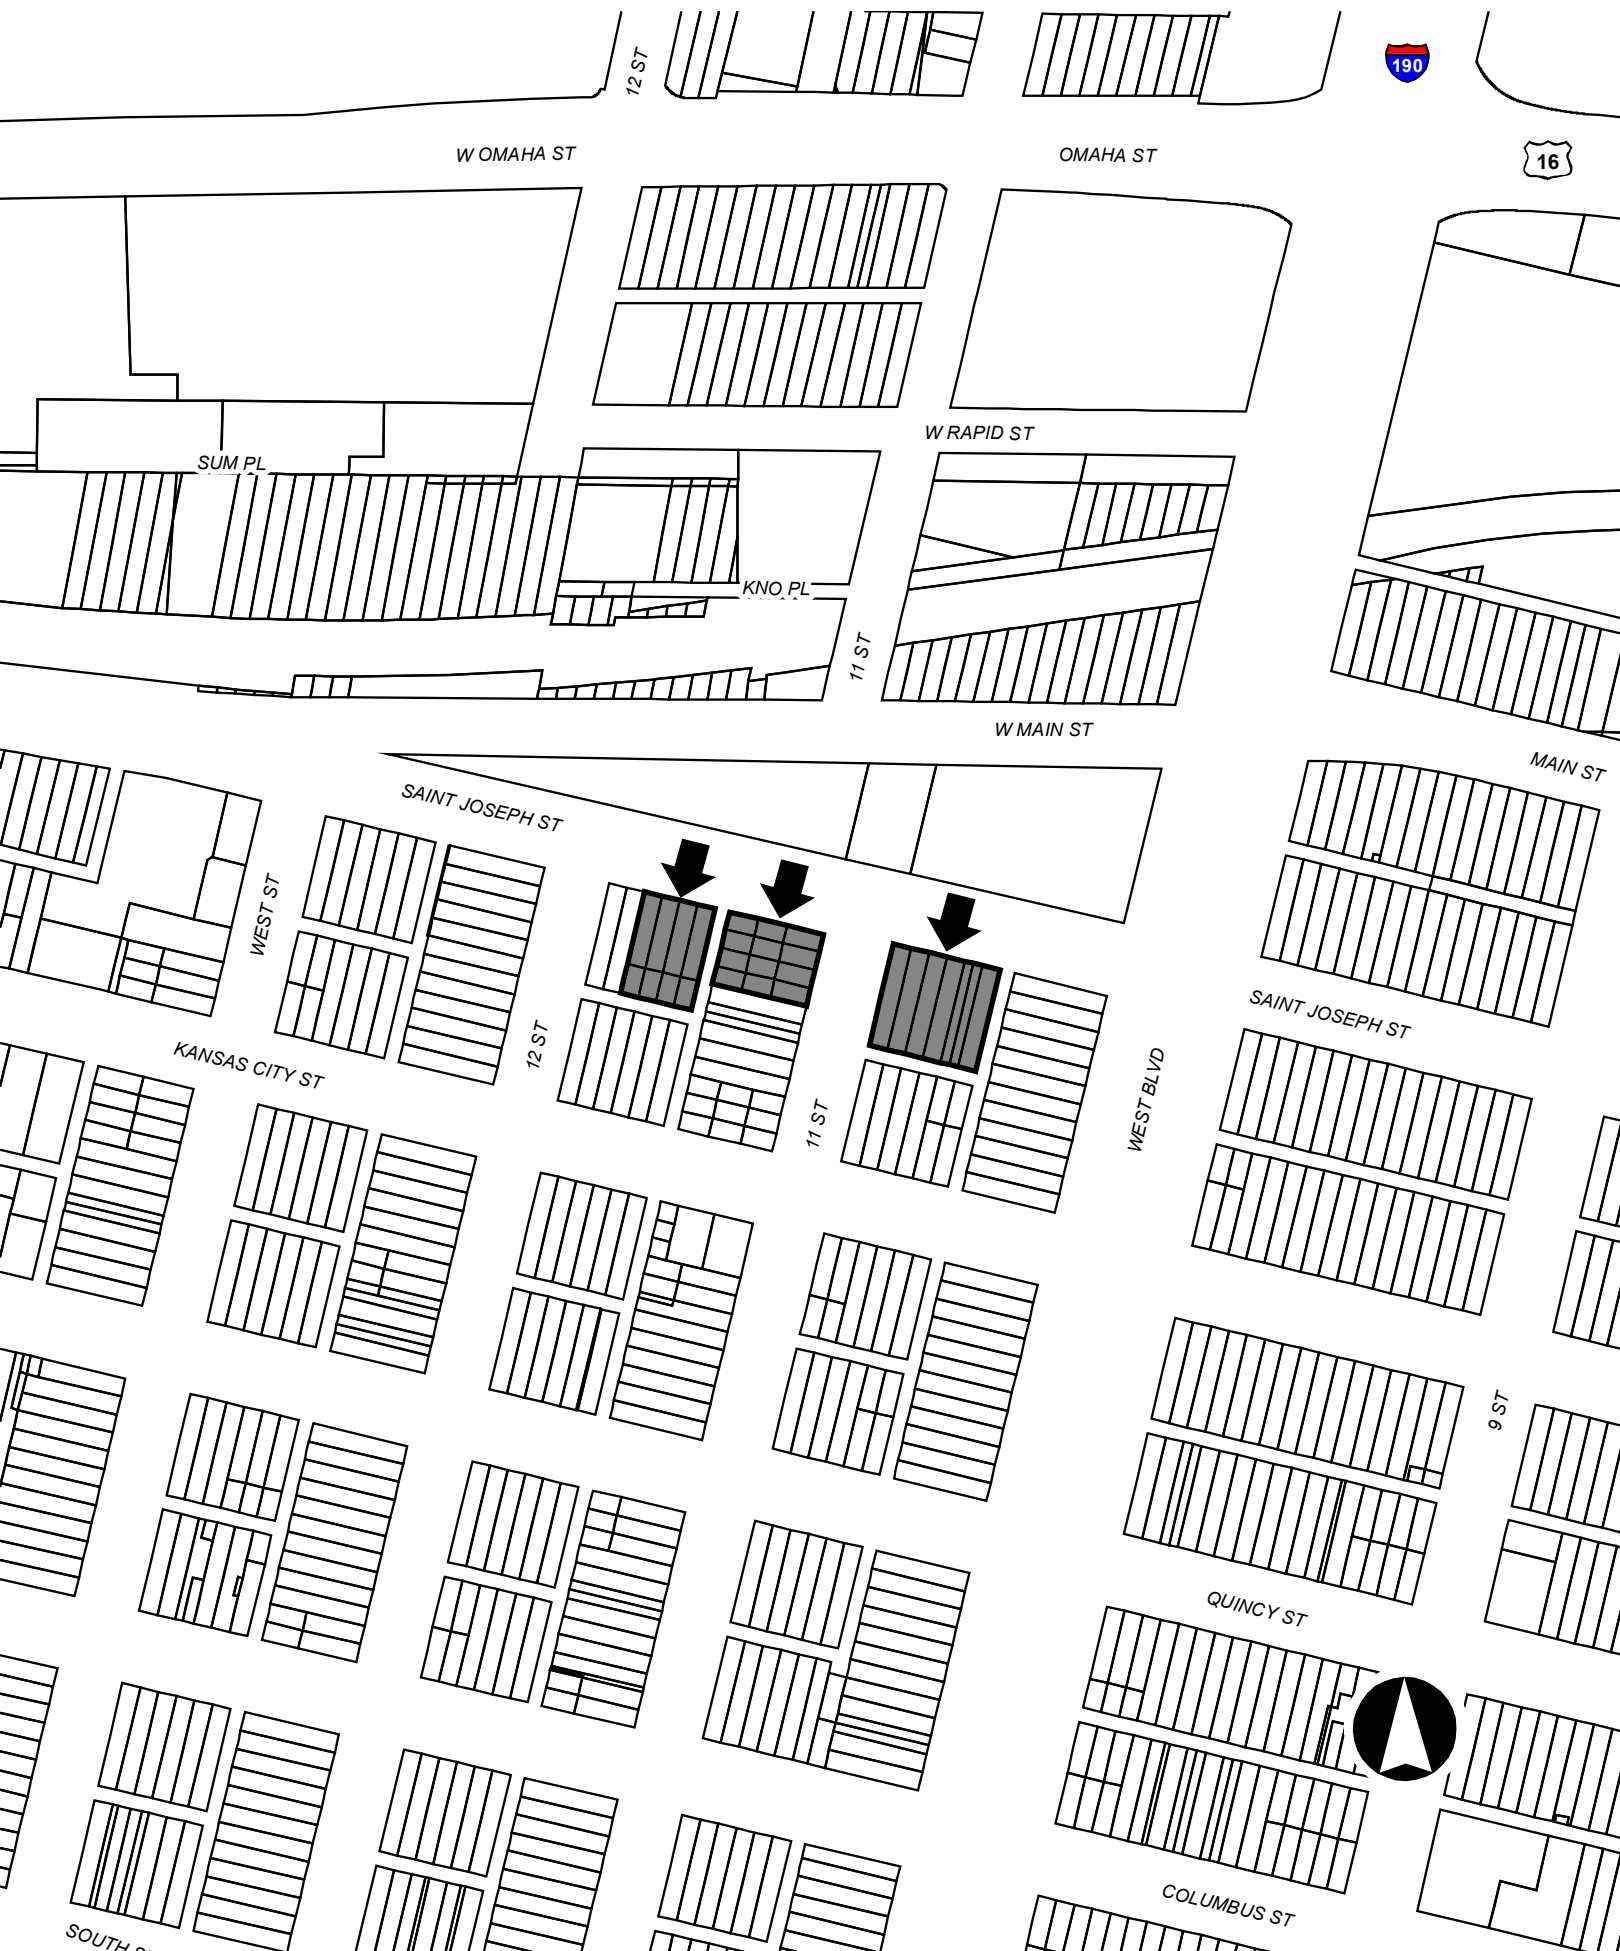 12 ST
190
W OMAHA ST
OMAHA ST
16
W RAPID ST
SUM PL
KNO PL
11 ST
W MAIN ST
MAIN ST
SAINT JOSEPH ST
WEST ST
SAINT JOSEPH ST
12 ST
KANSAS CITY ST
WEST BLVD
11 ST
9 ST
QUINCY ST
COLUMBUS ST
SOUTH